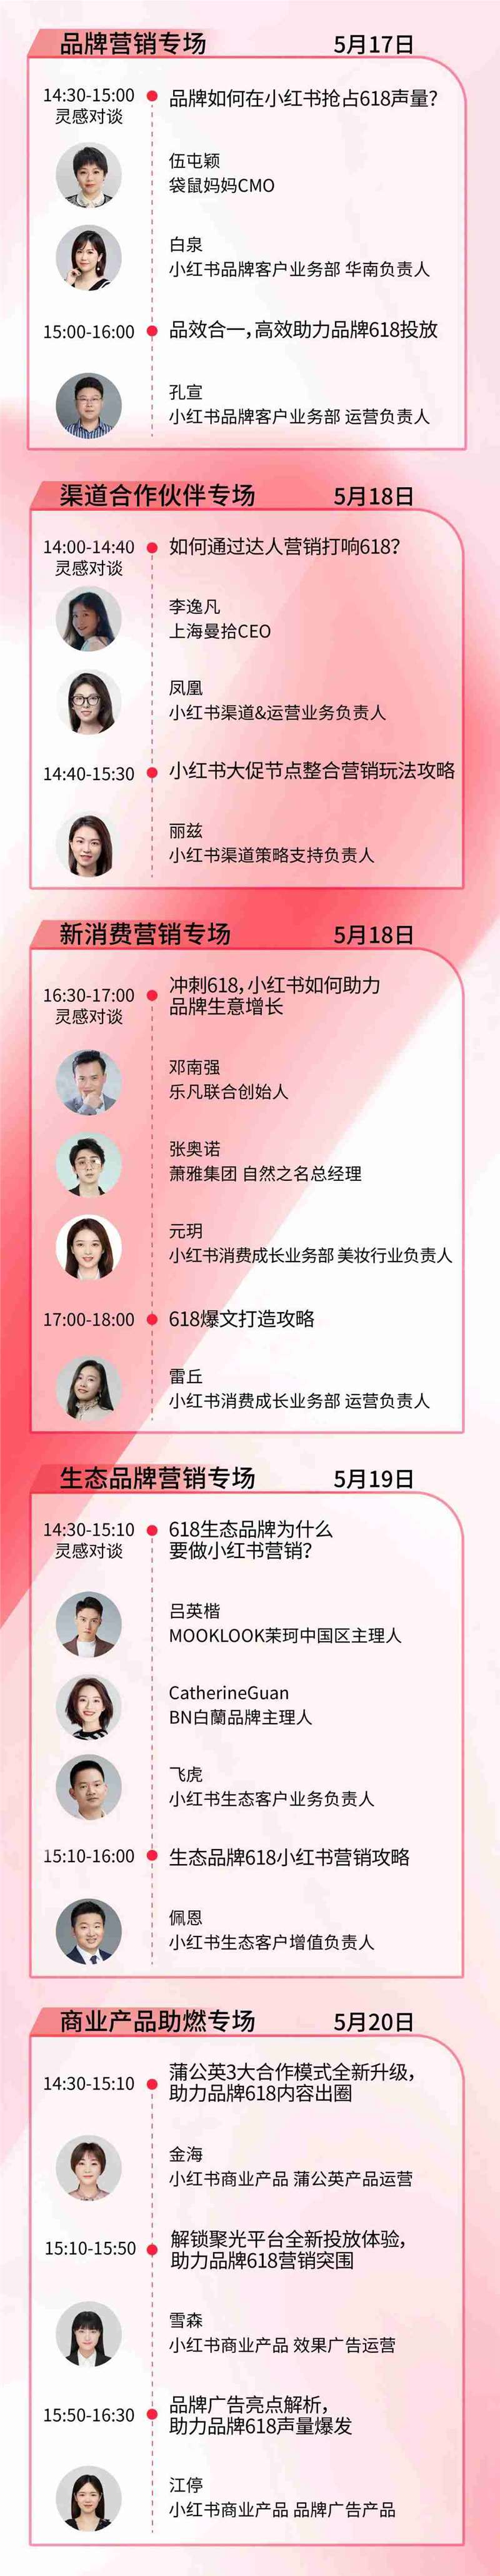 品牌营销专场 5月17日
14:30-15:00 品牌如何在小红书抢占618声量?
灵感对谈
伍屯颖
袋鼠妈妈CMO
白泉
小红书品牌客户业务部 华南负责人
15:00-16:00 品效合一,高效助力品牌618投放
孔宣
小红书品牌客户业务部 运营负责人
渠道合作伙伴专场 5月18日
14:00-14:40 如何通过达人营销打响618?
灵感对谈
李逸凡
上海曼拾CEO
凤凰
小红书渠道&运营业务负责人
14:40-15:30 小红书大促节点整合营销玩法攻略
丽兹
小红书渠道策略支持负责人
新消费营销专场 5月18日
16:30-17:00 冲刺618,小红书如何助力
灵感对谈 品牌生意增长
邓南强
乐凡联合创始人
张奥诺
萧雅集团 自然之名总经理
元玥
小红书消费成长业务部 美妆行业负责人
17:00-18:00 618爆文打造攻略
雷丘
小红书消费成长业务部 运营负责人
生态品牌营销专场 5月19日
14:30-15:10 618生态品牌为什么
灵感对谈 要做小红书营销?
吕英楷
MOOKLOOK茉珂中国区主理人
CatherineGuan
BN白蘭品牌主理人
飞虎
小红书生态客户业务负责人
15:10-16:00 生态品牌618小红书营销攻略
佩恩
小红书生态客户增值负责人
商业产品助燃专场 5月20日
14:30-15:10 蒲公英3大合作模式全新升级,
助力品牌618内容出圈
金海
小红书商业产品 蒲公英产品运营
15:10-15:50 解锁聚光平台全新投放体验,
助力品牌618营销突围
雪森
小红书商业产品 效果广告运营
15:50-16:30 品牌广告亮点解析,
助力品牌618声量爆发
江停
小红书商业产品 品牌广告产品